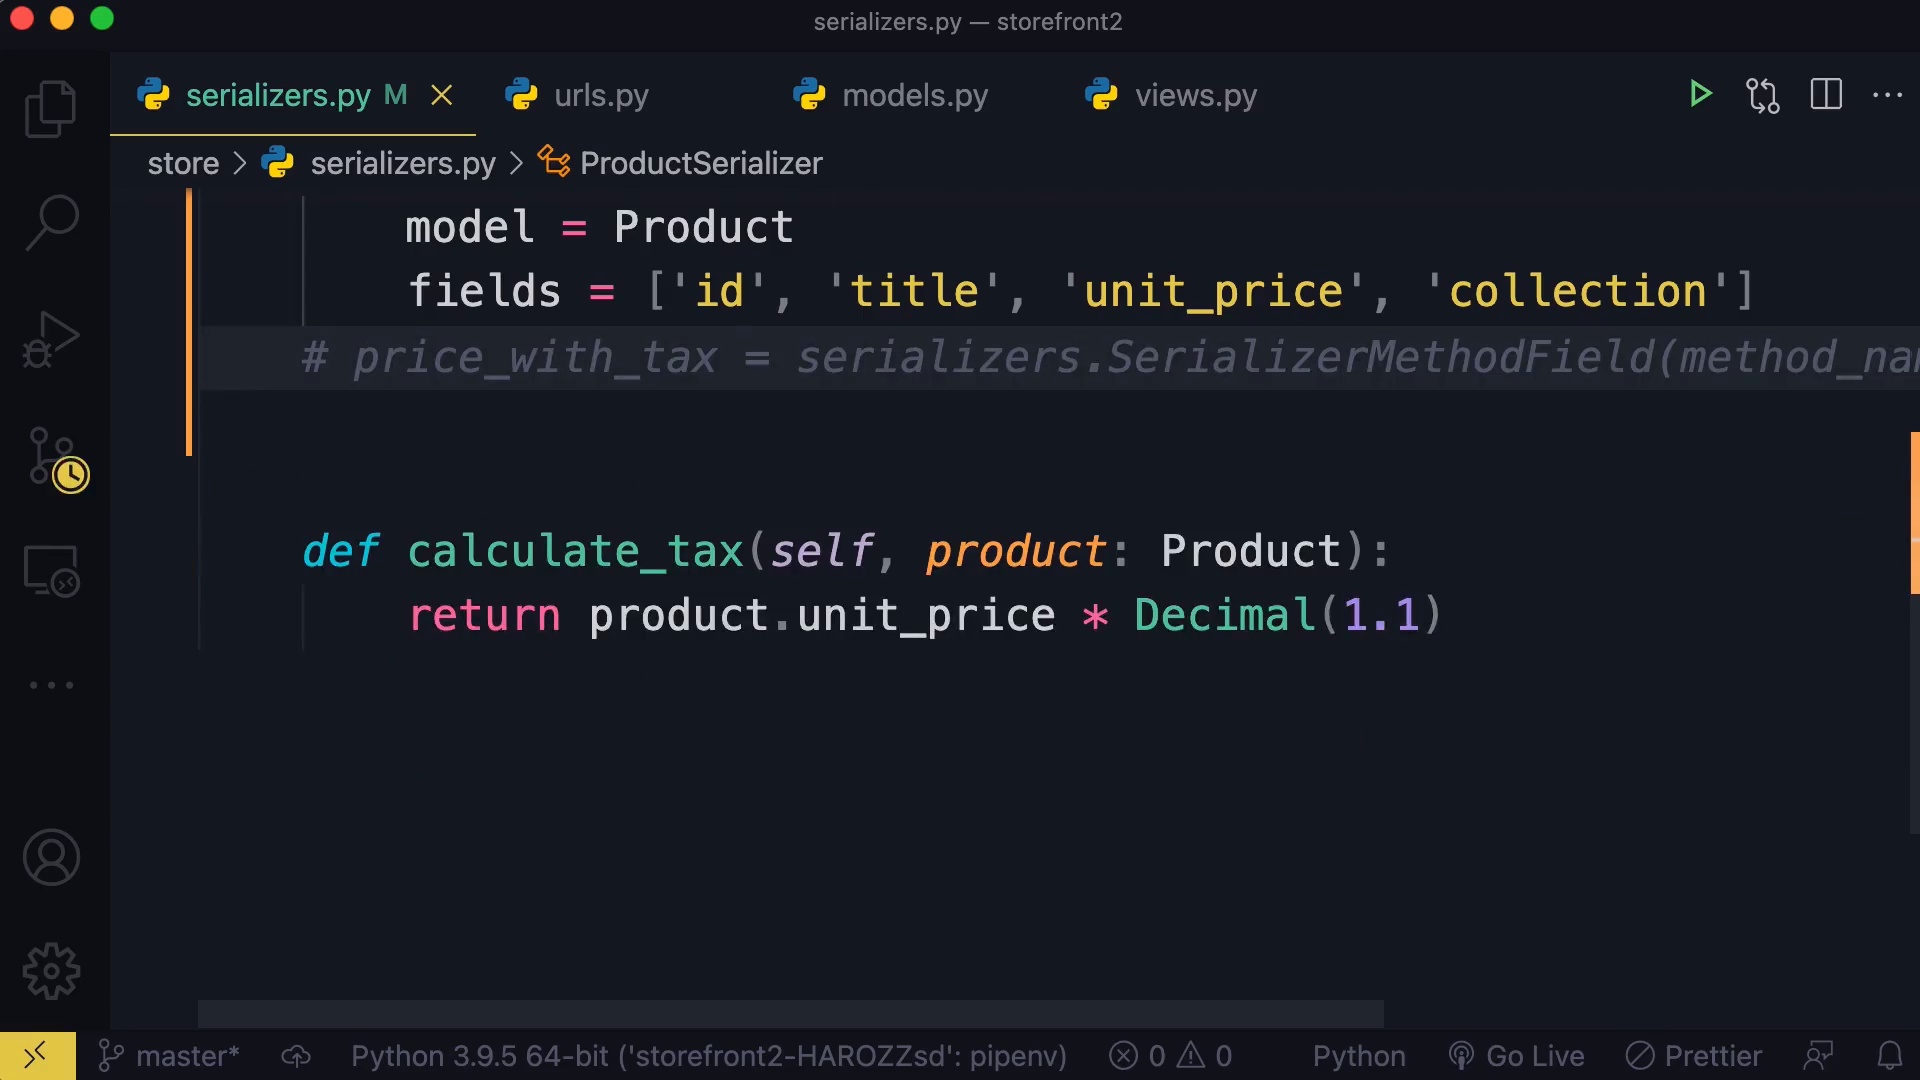 serializers.py — storefront2
serializers.py M urls.py models.py views.py
store > serializers.py > ProductSerializer
model = Product
fields = ['id', 'title', 'unit_price', 'collection']
# price_with_tax = serializers.SerializerMethodField(method_nam
def calculate_tax(self, product: Product):
return product.unit_price * Decimal(1.1)
master* Python 3.9.5 64-bit ('storefront2-HAROZZsd': pipenv) 0 0 Python Go Live Prettier